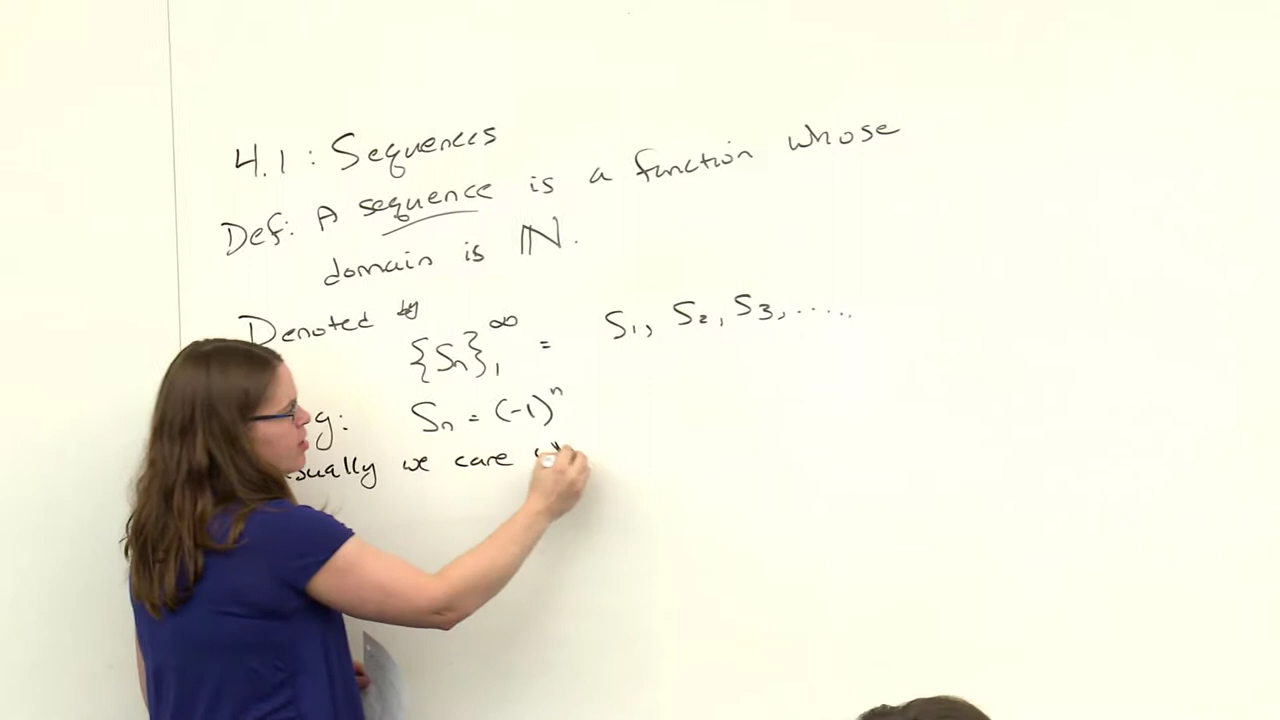 4.1: Sequences
Def: A sequence is a function whose
domain is ℕ.
Denoted by
{Sn}₁^∞ = S₁, S₂, S₃, .....
g: Sn = (-1)^n
sually we care